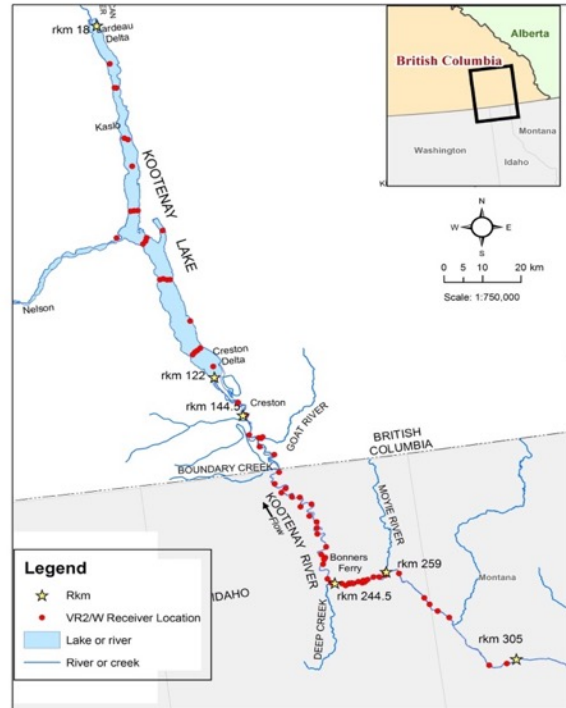 rkm 18
Lardeau
Delta
Kaslo
KOOTENAY
LAKE
Nelson
Creston
Delta
rkm 122
rkm 144.5
Creston
GOAT RIVER
BOUNDARY CREEK
BRITISH
COLUMBIA
KOOTENAY RIVER
Flow
MOYIE RIVER
Bonners
Ferry
rkm 259
rkm 244.5
DEEP CREEK
IDAHO
Montana
rkm 305
Alberta
British Columbia
Washington
Montana
Idaho
N
W E
S
0 5 10 20 km
Scale: 1:750,000
Legend
Rkm
VR2/W Receiver Location
Lake or river
River or creek